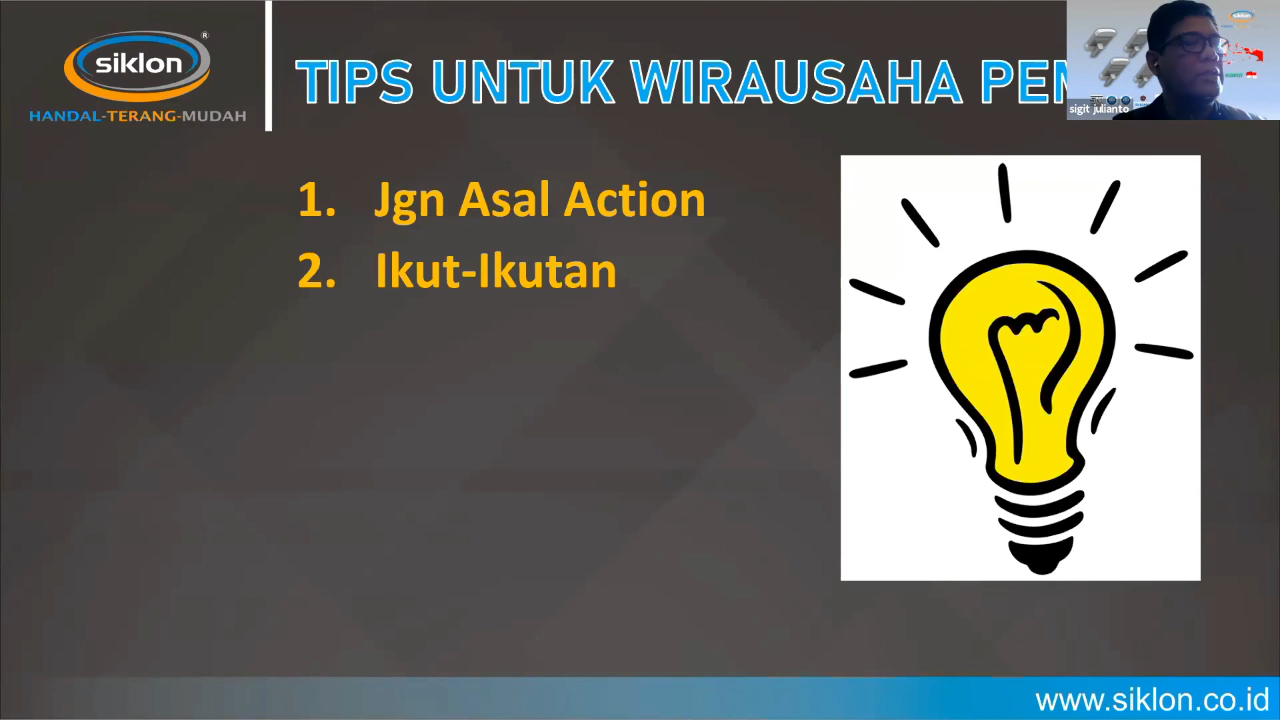 siklon
®
HANDAL-TERANG-MUDAH
TIPS UNTUK WIRAUSAHA PEM
sigit julianto
1. Jgn Asal Action
2. Ikut-Ikutan
www.siklon.co.id